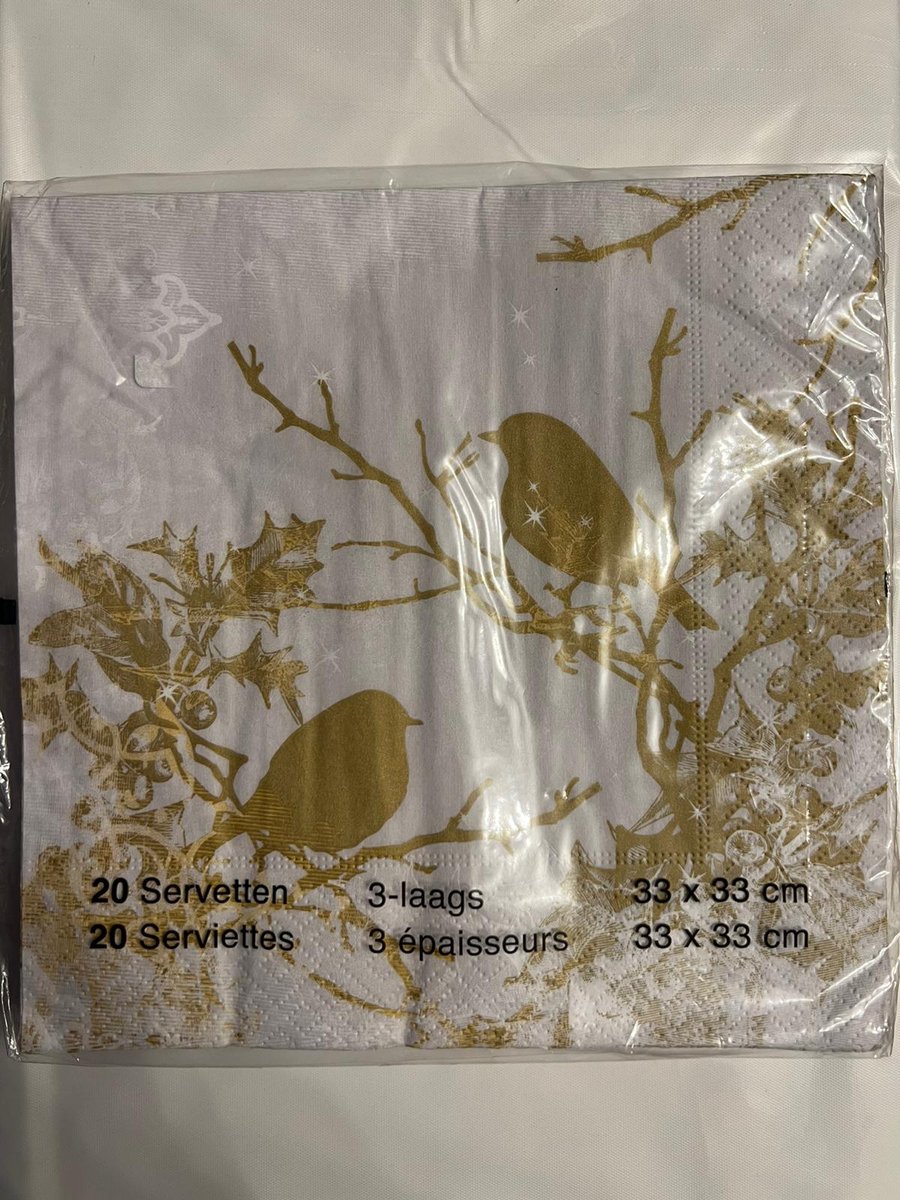 20 Servetten 3-laags 33 x 33 cm
20 Serviettes 3 épaisseurs 33 x 33 cm